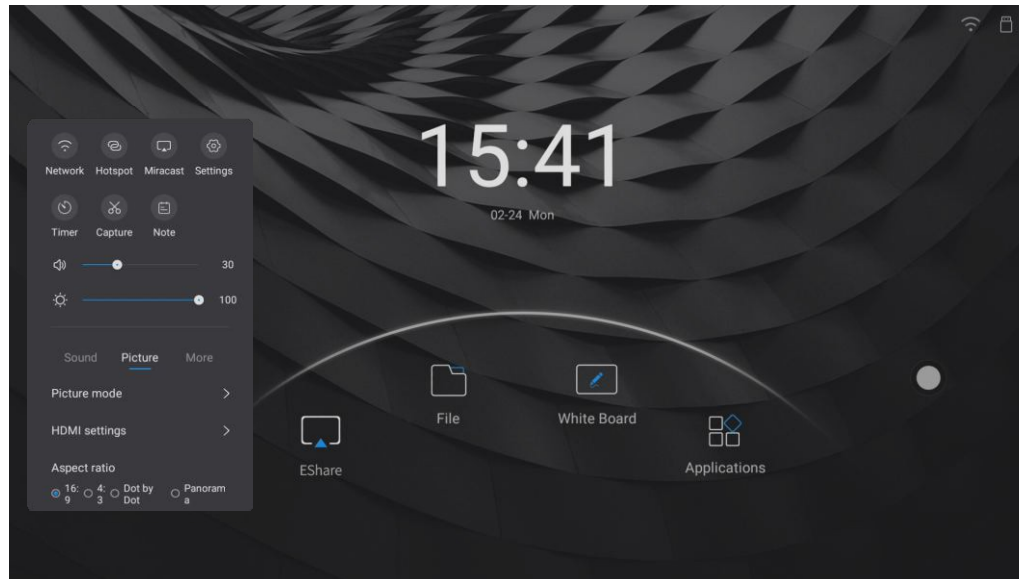 15:41
02-24 Mon
Network Hotspot Miracast Settings
Timer Capture Note
30
100
Sound Picture More
Picture mode
HDMI settings
Aspect ratio
16:
9
4:
3
Dot by
Dot
Panoram
a
EShare
File
White Board
Applications